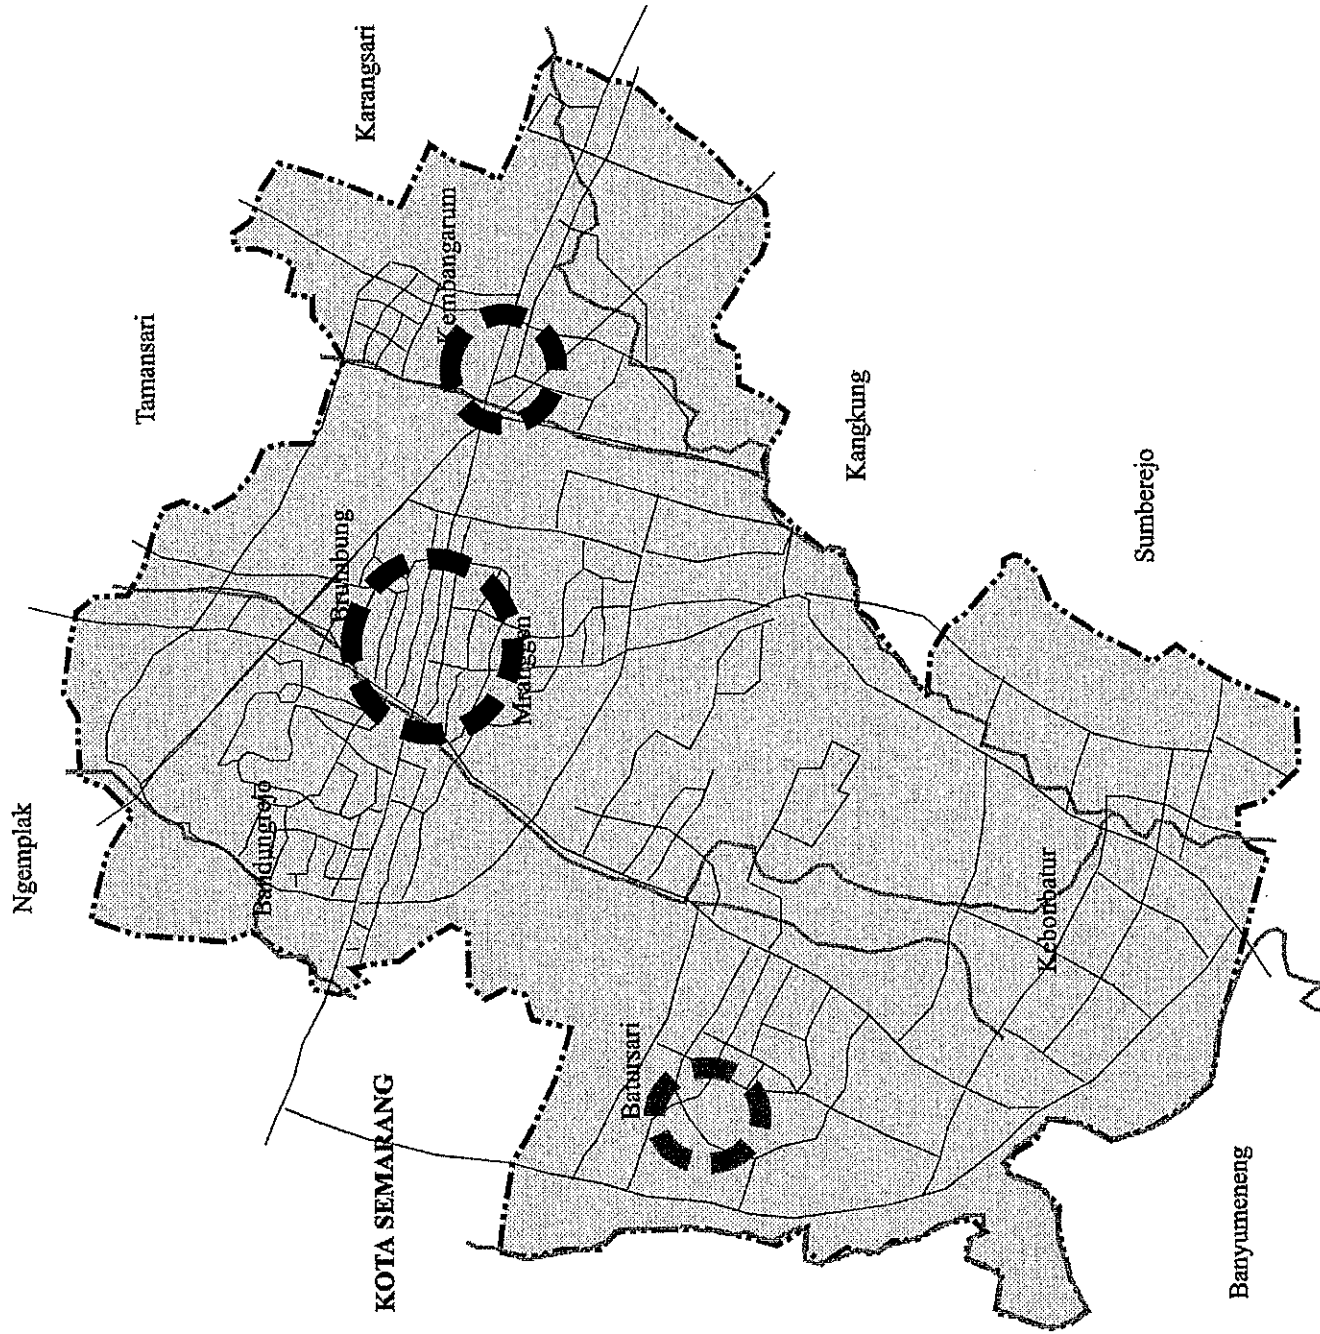 Ngemplak
Tamansari
Karangsari
Bandungrejo
Brumbung
Kembangarum
KOTA SEMARANG
Mranggen
Batursari
Kangkung
Kebonbatur
Sumberejo
Banyumeneng